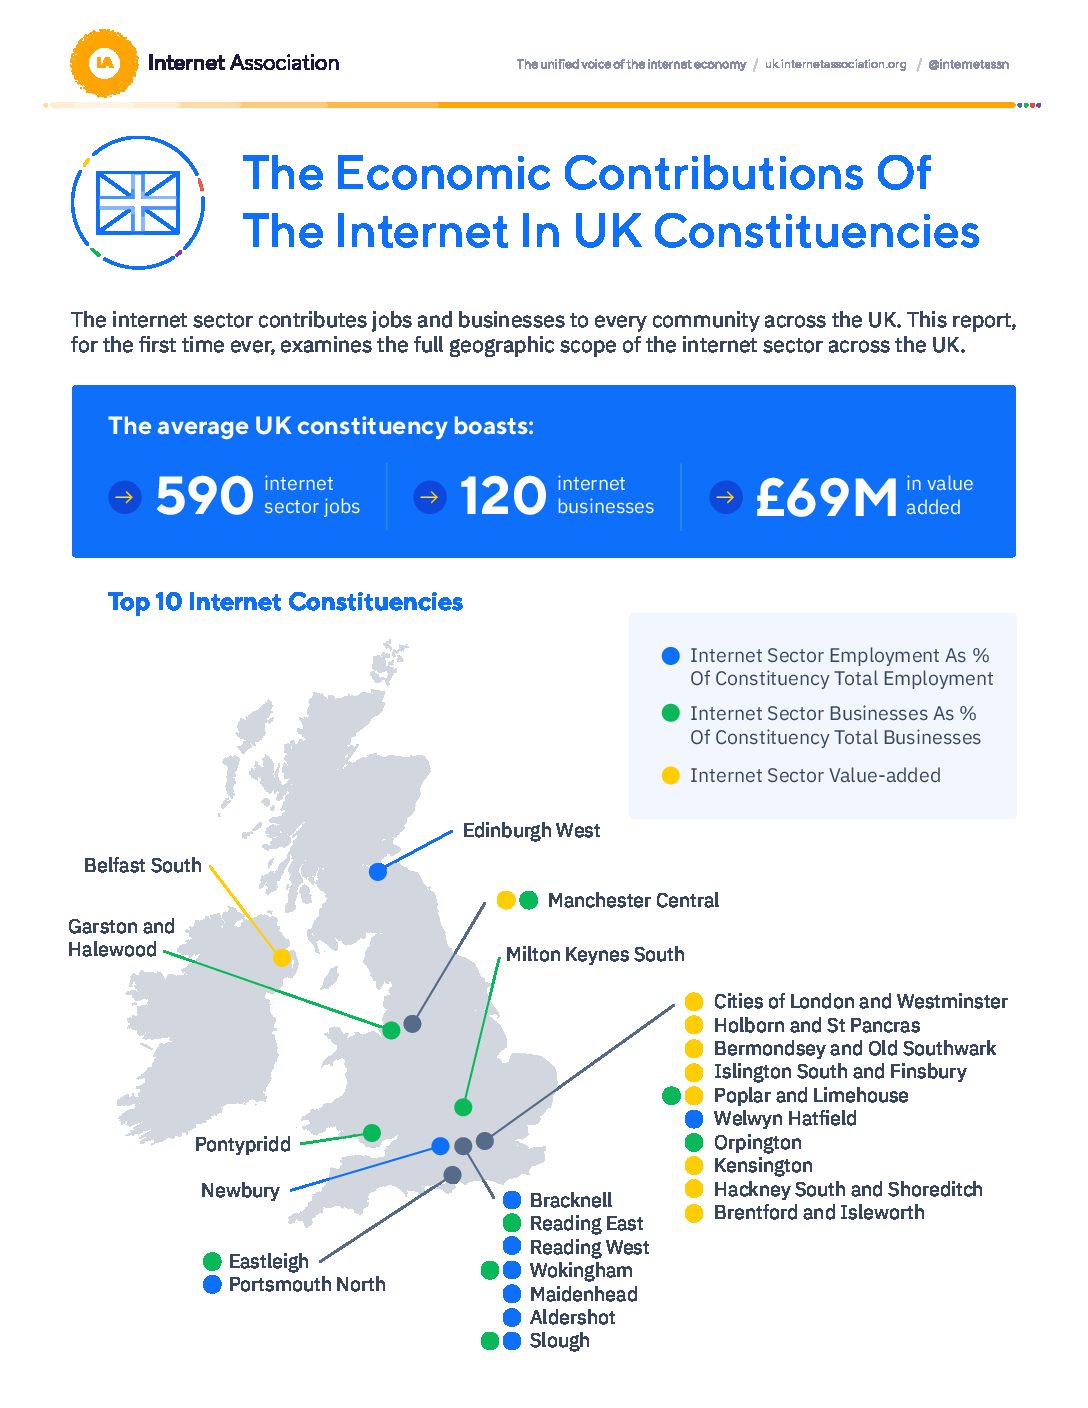 IA
Internet Association
The unified voice of the internet economy / uk.internetassociation.org / @internetassn
The Economic Contributions Of
The Internet In UK Constituencies
The internet sector contributes jobs and businesses to every community across the UK. This report,
for the first time ever, examines the full geographic scope of the internet sector across the UK.
The average UK constituency boasts:
590 internet sector jobs
120 internet businesses
£69M in value added
Top 10 Internet Constituencies
Internet Sector Employment As %
Of Constituency Total Employment
Internet Sector Businesses As %
Of Constituency Total Businesses
Internet Sector Value-added
Edinburgh West
Belfast South
Manchester Central
Garston and
Halewood
Milton Keynes South
Cities of London and Westminster
Holborn and St Pancras
Bermondsey and Old Southwark
Islington South and Finsbury
Poplar and Limehouse
Welwyn Hatfield
Orpington
Kensington
Hackney South and Shoreditch
Brentford and Isleworth
Pontypridd
Newbury
Bracknell
Reading East
Reading West
Wokingham
Maidenhead
Aldershot
Slough
Eastleigh
Portsmouth North